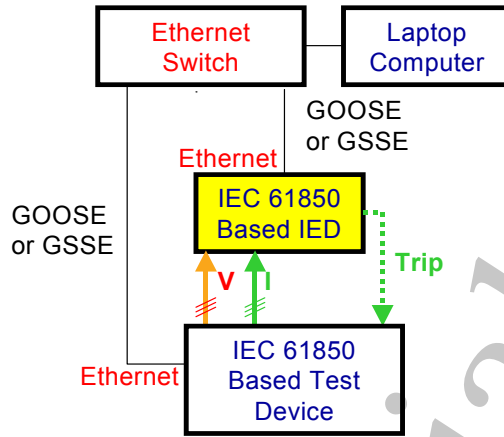 Ethernet
Switch
Laptop
Computer
GOOSE
or GSSE
Ethernet
IEC 61850
Based IED
GOOSE
or GSSE
Trip
V
I
IEC 61850
Based Test
Device
Ethernet